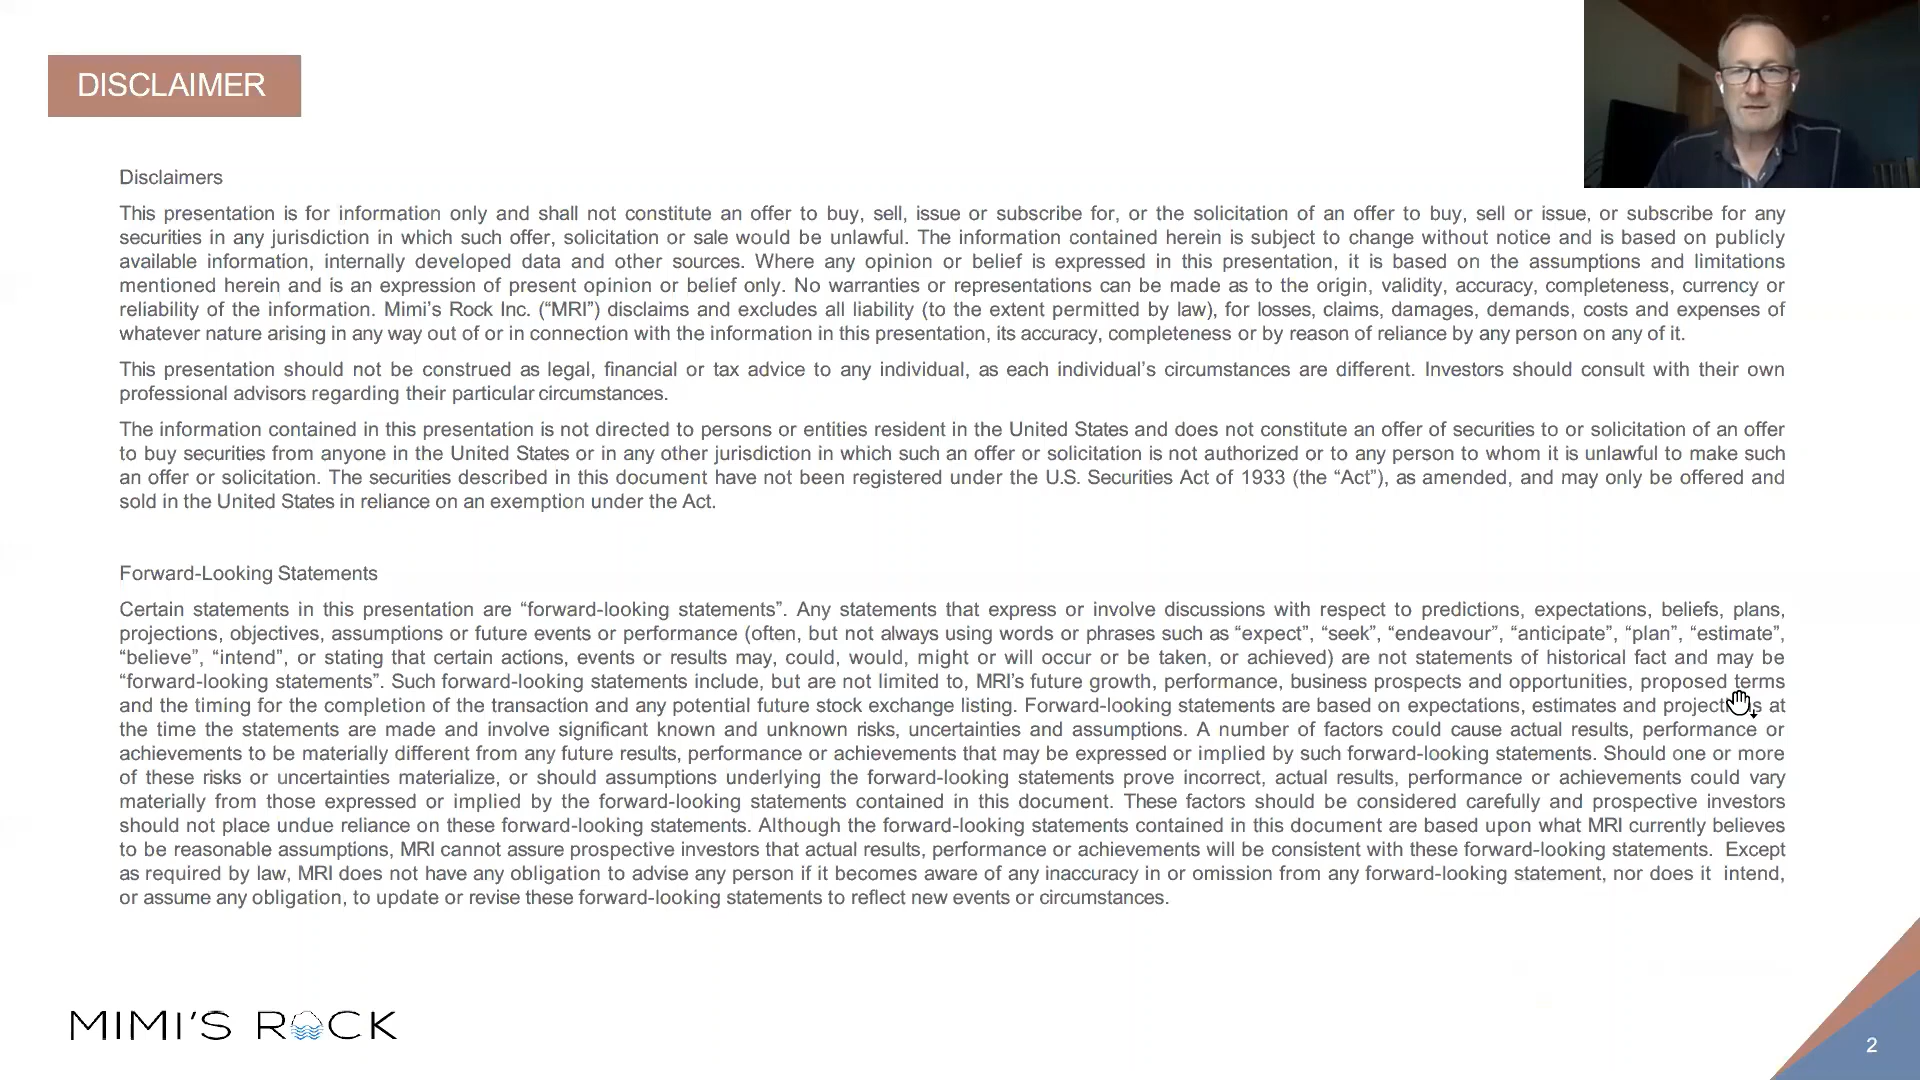 DISCLAIMER
Disclaimers
This presentation is for information only and shall not constitute an offer to buy, sell, issue or subscribe for, or the solicitation of an offer to buy, sell or issue, or subscribe for any
securities in any jurisdiction in which such offer, solicitation or sale would be unlawful. The information contained herein is subject to change without notice and is based on publicly
available information, internally developed data and other sources. Where any opinion or belief is expressed in this presentation, it is based on the assumptions and limitations
mentioned herein and is an expression of present opinion or belief only. No warranties or representations can be made as to the origin, validity, accuracy, completeness, currency or
reliability of the information. Mimi’s Rock Inc. (“MRI”) disclaims and excludes all liability (to the extent permitted by law), for losses, claims, damages, demands, costs and expenses of
whatever nature arising in any way out of or in connection with the information in this presentation, its accuracy, completeness or by reason of reliance by any person on any of it.
This presentation should not be construed as legal, financial or tax advice to any individual, as each individual’s circumstances are different. Investors should consult with their own
professional advisors regarding their particular circumstances.
The information contained in this presentation is not directed to persons or entities resident in the United States and does not constitute an offer of securities to or solicitation of an offer
to buy securities from anyone in the United States or in any other jurisdiction in which such an offer or solicitation is not authorized or to any person to whom it is unlawful to make such
an offer or solicitation. The securities described in this document have not been registered under the U.S. Securities Act of 1933 (the “Act”), as amended, and may only be offered and
sold in the United States in reliance on an exemption under the Act.
Forward-Looking Statements
Certain statements in this presentation are “forward-looking statements”. Any statements that express or involve discussions with respect to predictions, expectations, beliefs, plans,
projections, objectives, assumptions or future events or performance (often, but not always using words or phrases such as “expect”, “seek”, “endeavour”, “anticipate”, “plan”, “estimate”,
“believe”, “intend”, or stating that certain actions, events or results may, could, would, might or will occur or be taken, or achieved) are not statements of historical fact and may be
“forward-looking statements”. Such forward-looking statements include, but are not limited to, MRI’s future growth, performance, business prospects and opportunities, proposed terms
and the timing for the completion of the transaction and any potential future stock exchange listing. Forward-looking statements are based on expectations, estimates and projections at
the time the statements are made and involve significant known and unknown risks, uncertainties and assumptions. A number of factors could cause actual results, performance or
achievements to be materially different from any future results, performance or achievements that may be expressed or implied by such forward-looking statements. Should one or more
of these risks or uncertainties materialize, or should assumptions underlying the forward-looking statements prove incorrect, actual results, performance or achievements could vary
materially from those expressed or implied by the forward-looking statements contained in this document. These factors should be considered carefully and prospective investors
should not place undue reliance on these forward-looking statements. Although the forward-looking statements contained in this document are based upon what MRI currently believes
to be reasonable assumptions, MRI cannot assure prospective investors that actual results, performance or achievements will be consistent with these forward-looking statements. Except
as required by law, MRI does not have any obligation to advise any person if it becomes aware of any inaccuracy in or omission from any forward-looking statement, nor does it intend,
or assume any obligation, to update or revise these forward-looking statements to reflect new events or circumstances.
MIMI’S ROCK
2